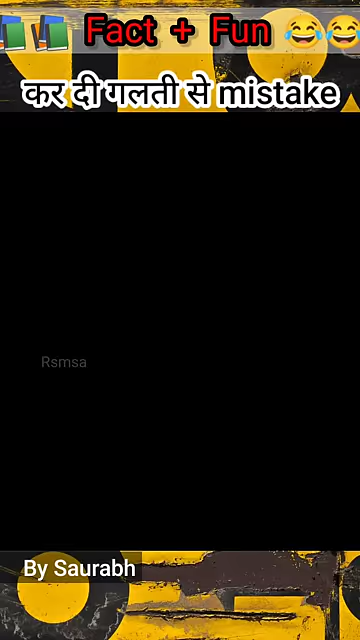 📚📚 Fact + Fun 😂😂
कर दी गलती से mistake
Rsmsa
By Saurabh